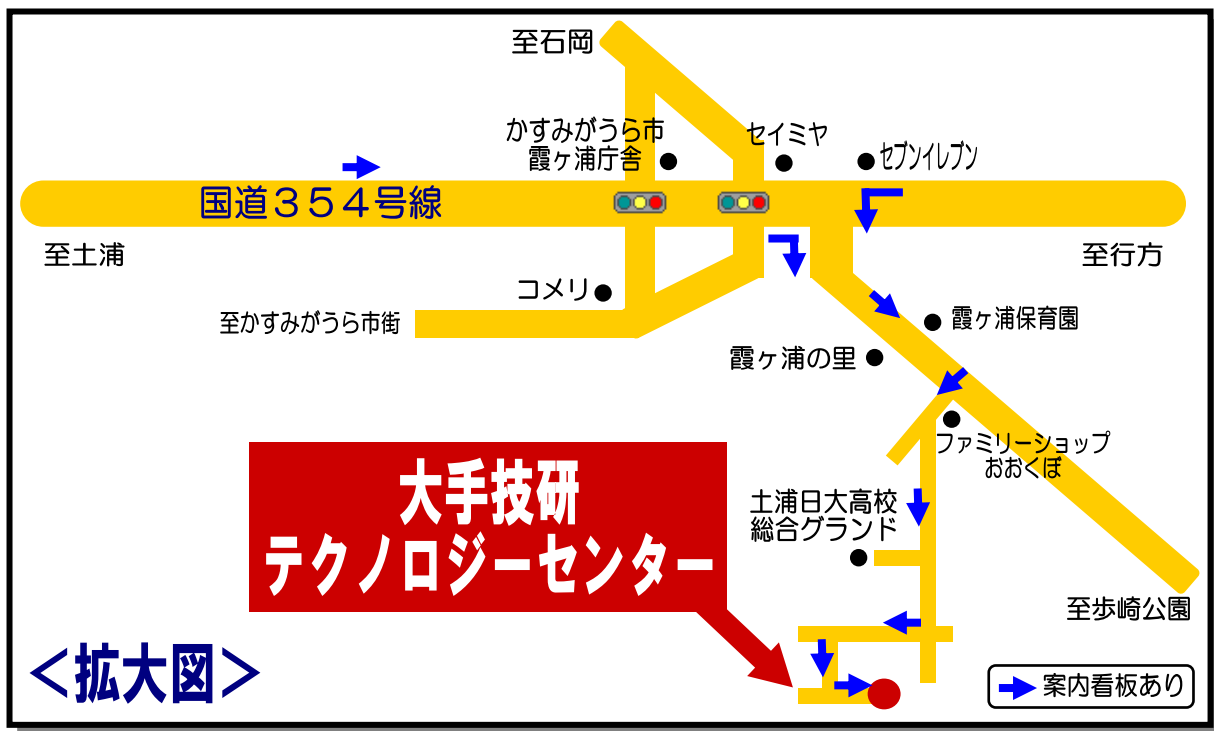 至石岡
かすみがうら市
霞ヶ浦庁舎
セイミヤ
セブンイレブン
国道３５４号線
至土浦
至行方
コメリ
至かすみがうら市街
霞ヶ浦保育園
霞ヶ浦の里
ファミリーショップ
おおくぼ
大手技研
テクノロジーセンター
土浦日大高校
総合グランド
至歩崎公園
＜拡大図＞
案内看板あり